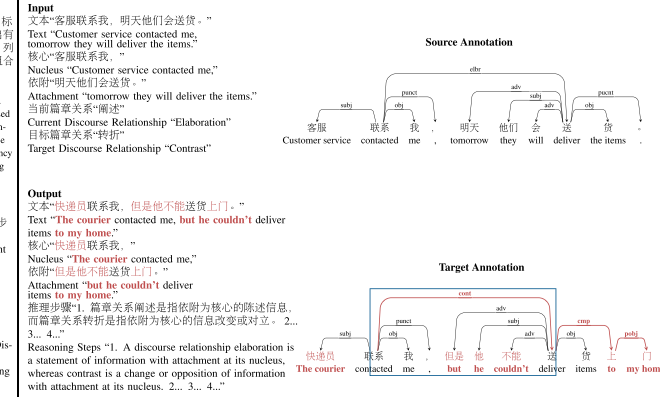 标
有
列
组合
ed
n-
e
ncy
g
步
nt
Dis-
ng
Input
文本“客服联系我，明天他们会送货。”
Text “Customer service contacted me,
tomorrow they will deliver the items.”
核心“客服联系我，”
Nucleus “Customer service contacted me,”
依附“明天他们会送货。”
Attachment “tomorrow they will deliver the items.”
当前篇章关系“阐述”
Current Discourse Relationship “Elaboration”
目标篇章关系“转折”
Target Discourse Relationship “Contrast”
Output
文本“快递员联系我，但是他不能送货上门。”
Text “The courier contacted me, but he couldn’t deliver
items to my home.”
核心“快递员联系我，”
Nucleus “The courier contacted me,”
依附“但是他不能送货上门。”
Attachment “but he couldn’t deliver
items to my home.”
推理步骤“1. 篇章关系阐述是指依附为核心的陈述信息，
而篇章关系转折是指依附为核心的信息改变或对立。 2...
3... 4...”
Reasoning Steps “1. A discourse relationship elaboration is
a statement of information with attachment at its nucleus,
whereas contrast is a change or opposition of information
with attachment at its nucleus. 2... 3... 4...”
Source Annotation
elbr
punct adv pucnt
subj
subj obj adv obj
客服 联系 我 ， 明天 他们 会 送 货 。
Customer service contacted me , tomorrow they will deliver the items .
Target Annotation
cont
adv
punct subj cmp
subj obj adv obj pobj
快递员 联系 我 ， 但是 他 不能 送 货 上 门
The courier contacted me , but he couldn’t deliver items to my hom